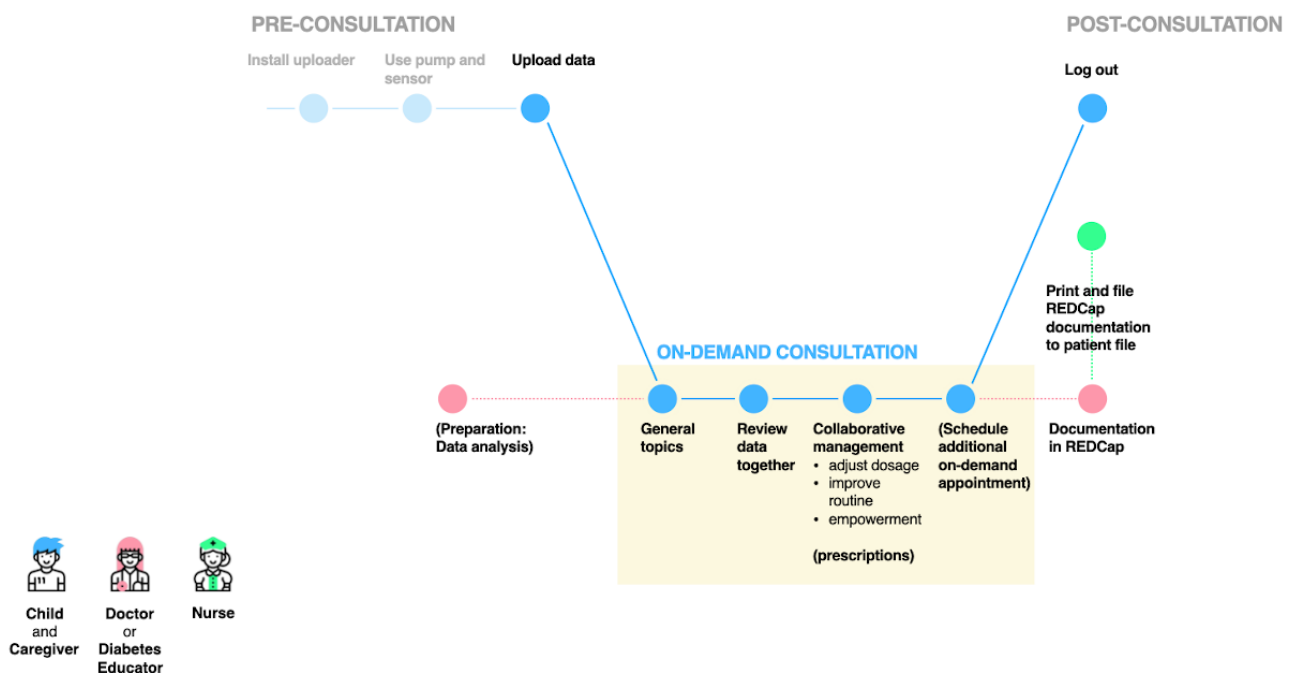 PRE-CONSULTATION
POST-CONSULTATION
Install uploader
Use pump and
sensor
Upload data
Log out
Print and file
REDCap
documentation
to patient file
ON-DEMAND CONSULTATION
(Preparation:
Data analysis)
General
topics
Review
data
together
Collaborative
management
• adjust dosage
• improve
routine
• empowerment
(prescriptions)
(Schedule
additional
on-demand
appointment)
Documentation
in REDCap
Child
and
Caregiver
Doctor
or
Diabetes
Educator
Nurse